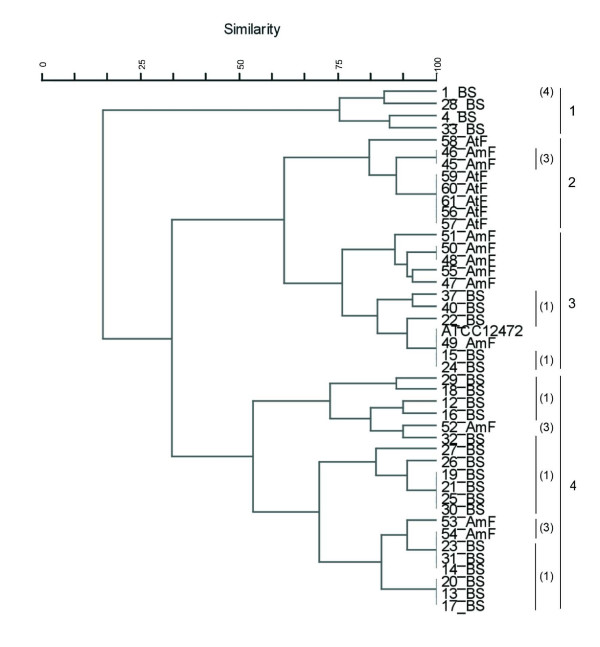 Similarity
0 25 50 75 100
1_BS (4)
28_BS
4_BS
33_BS
1
58_AtF
46_AmF
45_AmF
(3)
59_AtF
60_AtF
61_AtF
56_AtF
57_AtF
2
51_AmF
50_AmF
48_AmF
55_AmF
47_AmF
37_BS
40_BS
22_BS
(1)
ATCC12472
49_AmF
15_BS
24_BS
(1)
3
29_BS
18_BS
12_BS
16_BS
(1)
52_AmF (3)
32_BS
27_BS
26_BS
19_BS
21_BS
25_BS
30_BS
(1)
53_AmF
54_AmF
(3)
23_BS
31_BS
14_BS
20_BS
13_BS
17_BS
(1)
4